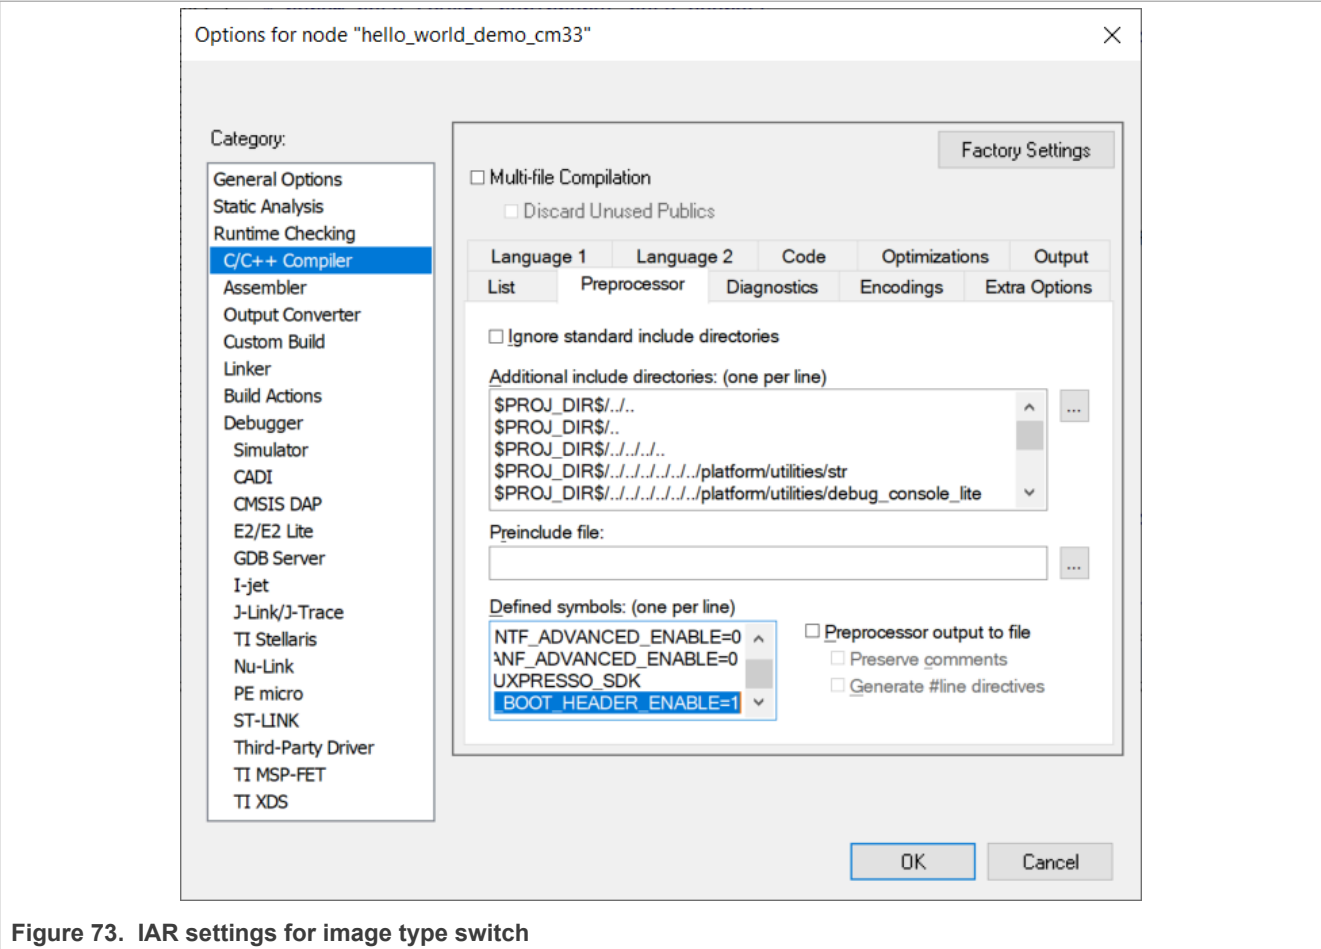 Options for node "hello_world_demo_cm33"
Category:
General Options
Static Analysis
Runtime Checking
C/C++ Compiler
Assembler
Output Converter
Custom Build
Linker
Build Actions
Debugger
Simulator
CADI
CMSIS DAP
E2/E2 Lite
GDB Server
I-jet
J-Link/J-Trace
TI Stellaris
Nu-Link
PE micro
ST-LINK
Third-Party Driver
TI MSP-FET
TI XDS
Factory Settings
Multi-file Compilation
Discard Unused Publics
Language 1 Language 2 Code Optimizations Output
List Preprocessor Diagnostics Encodings Extra Options
Ignore standard include directories
Additional include directories: (one per line)
$PROJ_DIR$/../..
$PROJ_DIR$/..
$PROJ_DIR$/../../../..
$PROJ_DIR$/../../../../../../../platform/utilities/str
$PROJ_DIR$/../../../../../../../platform/utilities/debug_console_lite
...
Preinclude file:
...
Defined symbols: (one per line)
NTF_ADVANCED_ENABLE=0
ANF_ADVANCED_ENABLE=0
UXPRESSO_SDK
_BOOT_HEADER_ENABLE=1
Preprocessor output to file
Preserve comments
Generate #line directives
OK Cancel
Figure 73. IAR settings for image type switch